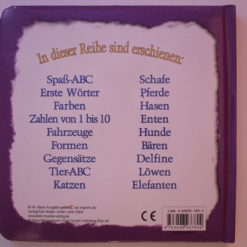 In dieser Reihe sind erschienen:
Spaß-ABC
Erste Wörter
Farben
Zahlen von 1 bis 10
Fahrzeuge
Formen
Gegensätze
Tier-ABC
Katzen
Schafe
Pferde
Hasen
Enten
Hunde
Bären
Delfine
Löwen
Elefanten